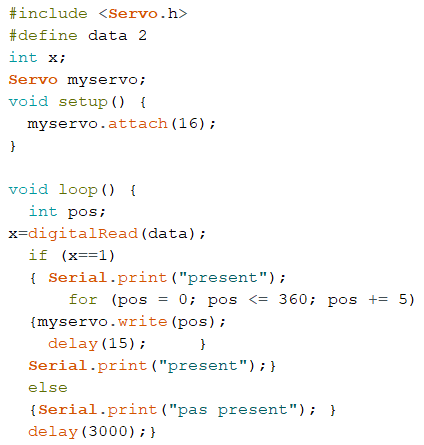 #include <Servo.h>
#define data 2
int x;
Servo myservo;
void setup() {
  myservo.attach(16);
}

void loop() {
  int pos;
x=digitalRead(data);
  if (x==1)
  { Serial.print("present");
      for (pos = 0; pos <= 360; pos += 5)
  {myservo.write(pos);
    delay(15);      }
  Serial.print("present");}
  else
  {Serial.print("pas present"); }
  delay(3000);}